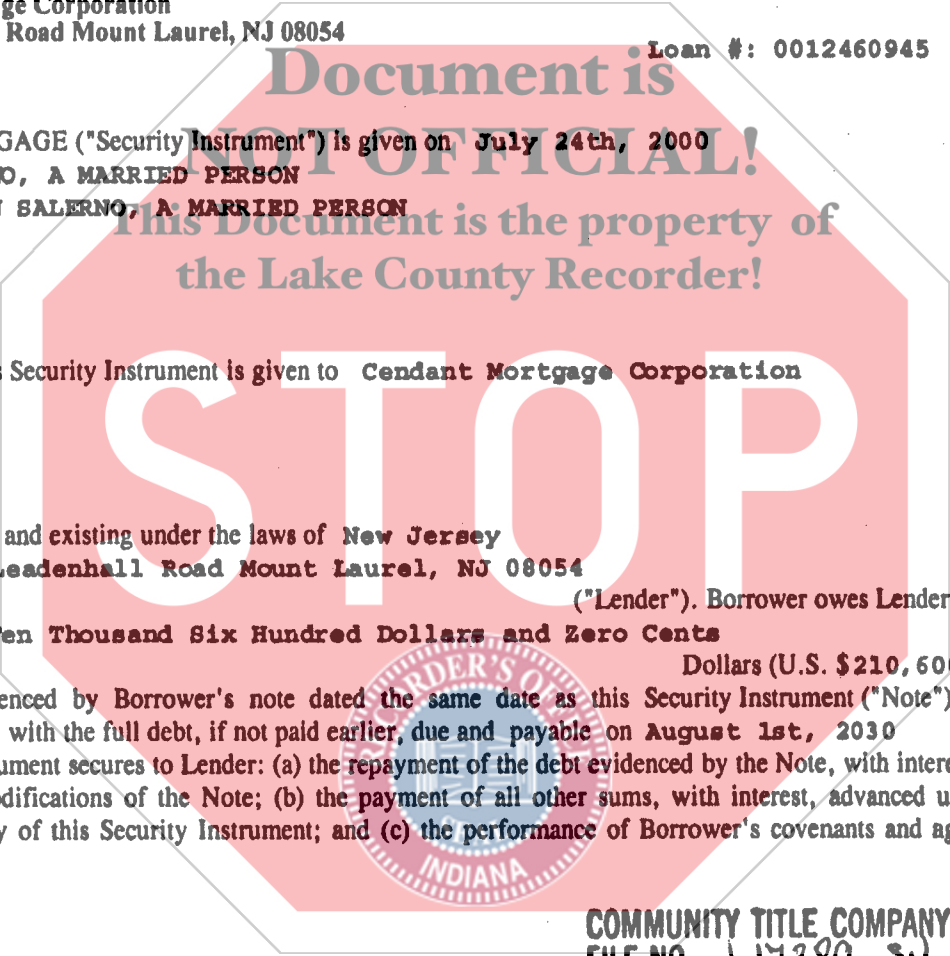 ge Corporation
Road Mount Laurel, NJ 08054
Loan #: 0012460945
Document is
GAGE ("Security Instrument") is given on July 24th, 2000
NOT OFFICIAL!
O, A MARRIED PERSON
SALERNO, A MARRIED PERSON
This Document is the property of
the Lake County Recorder!
s Security Instrument is given to Cendant Mortgage Corporation
STOP
and existing under the laws of New Jersey
Leadenhall Road Mount Laurel, NJ 08054
("Lender"). Borrower owes Lender
Ten Thousand Six Hundred Dollars and Zero Cents
Dollars (U.S. $210,600
enced by Borrower's note dated the same date as this Security Instrument ("Note")
with the full debt, if not paid earlier, due and payable on August 1st, 2030
ument secures to Lender: (a) the repayment of the debt evidenced by the Note, with intere
odifications of the Note; (b) the payment of all other sums, with interest, advanced u
y of this Security Instrument; and (c) the performance of Borrower's covenants and ag
RECORDER'S OF
INDIANA
COMMUNITY TITLE COMPANY
FILE NO